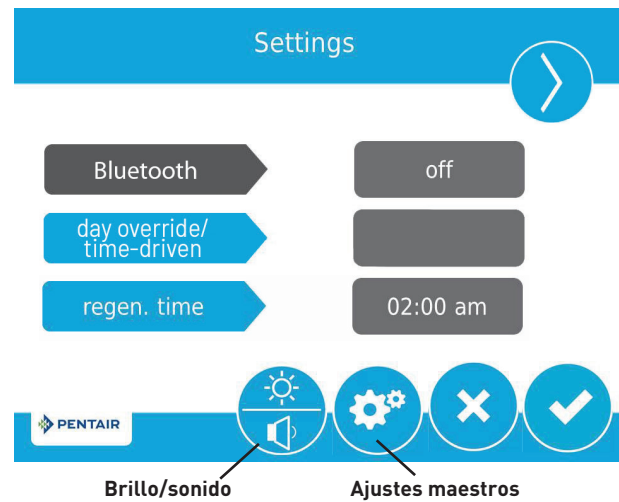 Settings
Bluetooth
off
day override/
time-driven
regen. time
02:00 am
PENTAIR
Brillo/sonido
Ajustes maestros